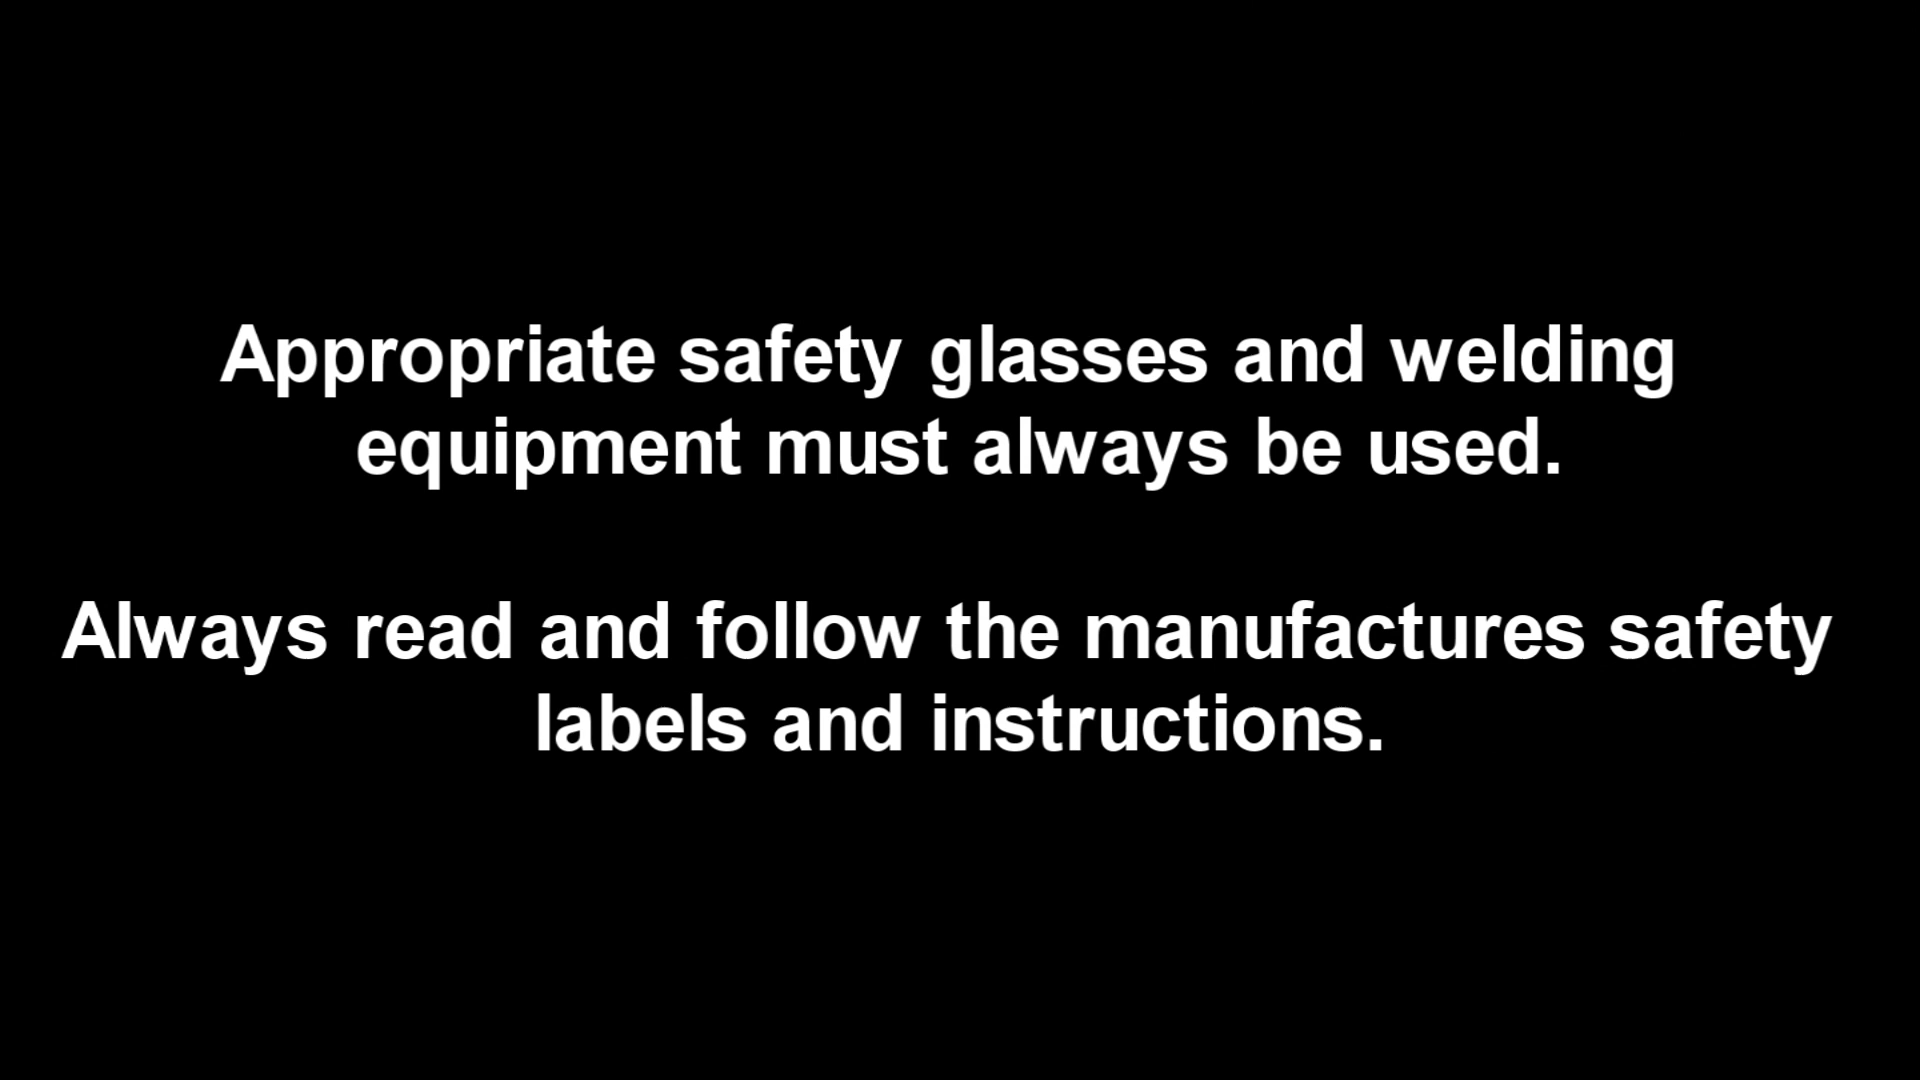 Appropriate safety glasses and welding
equipment must always be used.
Always read and follow the manufactures safety
labels and instructions.